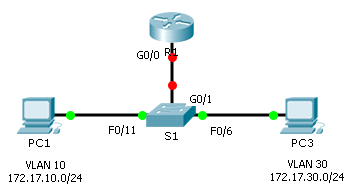 R1
G0/0
G0/1
PC1
F0/11
S1
F0/6
PC3
VLAN 10
172.17.10.0/24
VLAN 30
172.17.30.0/24